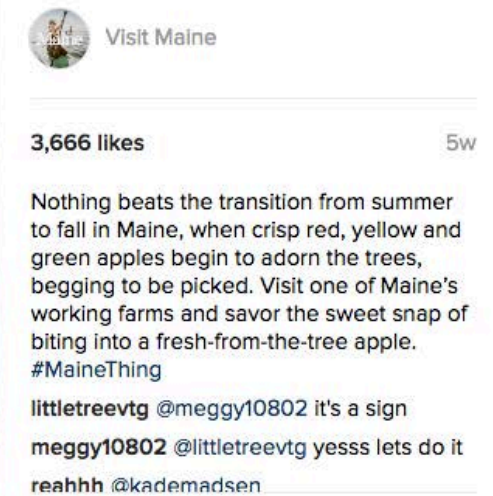 Maine
Visit Maine
3,666 likes
5w
Nothing beats the transition from summer
to fall in Maine, when crisp red, yellow and
green apples begin to adorn the trees,
begging to be picked. Visit one of Maine's
working farms and savor the sweet snap of
biting into a fresh-from-the-tree apple.
#MaineThing
littletreevtg @meggy10802 it's a sign
meggy10802 @littletreevtg yesss lets do it
reahhh @kademadsen